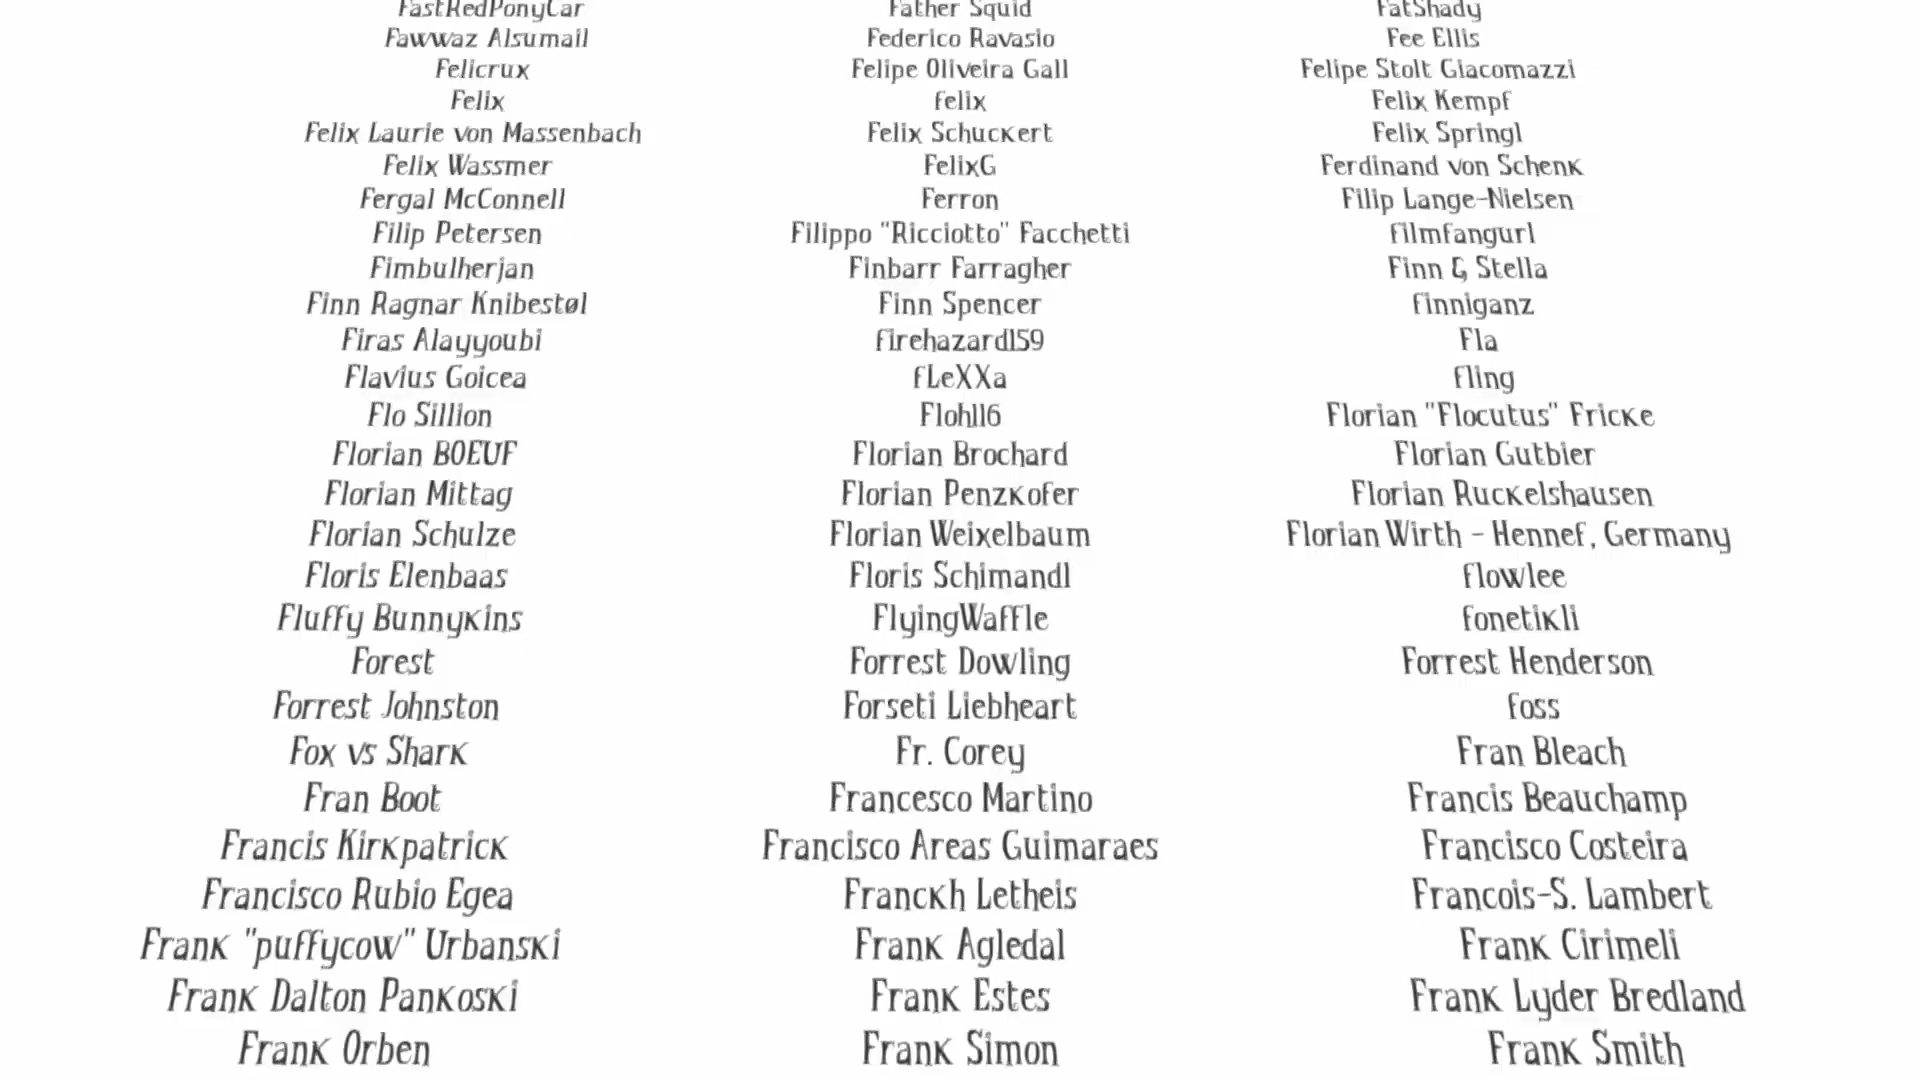 FastRedPonyCar Father Squid FatShady
Fawwaz Alsumail Federico Ravasio Fee Ellis
Felicrux Felipe Oliveira Gall Felipe Stolt Giacomazzi
Felix felix Felix Kempf
Felix Laurie von Massenbach Felix Schuckert Felix Springl
Felix Wassmer FelixG Ferdinand von Schenk
Fergal McConnell Ferron Filip Lange-Nielsen
Filip Petersen Filippo "Ricciotto" Facchetti filmfangurl
Fimbulherjan Finbarr Farragher Finn & Stella
Finn Ragnar Knibestøl Finn Spencer finniganz
Firas Alayyoubi firehazard159 Fla
Flavius Goicea fLeXXa fling
Flo Sillion Floh116 Florian "Flocutus" Fricke
Florian BOEUF Florian Brochard Florian Gutbier
Florian Mittag Florian Penzkofer Florian Ruckelshausen
Florian Schulze Florian Weixelbaum Florian Wirth - Hennef, Germany
Floris Elenbaas Floris Schimandl flowlee
Fluffy Bunnykins FlyingWaffle fonetikli
Forest Forrest Dowling Forrest Henderson
Forrest Johnston Forseti Liebheart foss
Fox vs Shark Fr. Corey Fran Bleach
Fran Boot Francesco Martino Francis Beauchamp
Francis Kirkpatrick Francisco Areas Guimaraes Francisco Costeira
Francisco Rubio Egea Franckh Letheis Francois-S. Lambert
Frank "puffycow" Urbanski Frank Agledal Frank Cirimeli
Frank Dalton Pankoski Frank Estes Frank Lyder Bredland
Frank Orben Frank Simon Frank Smith